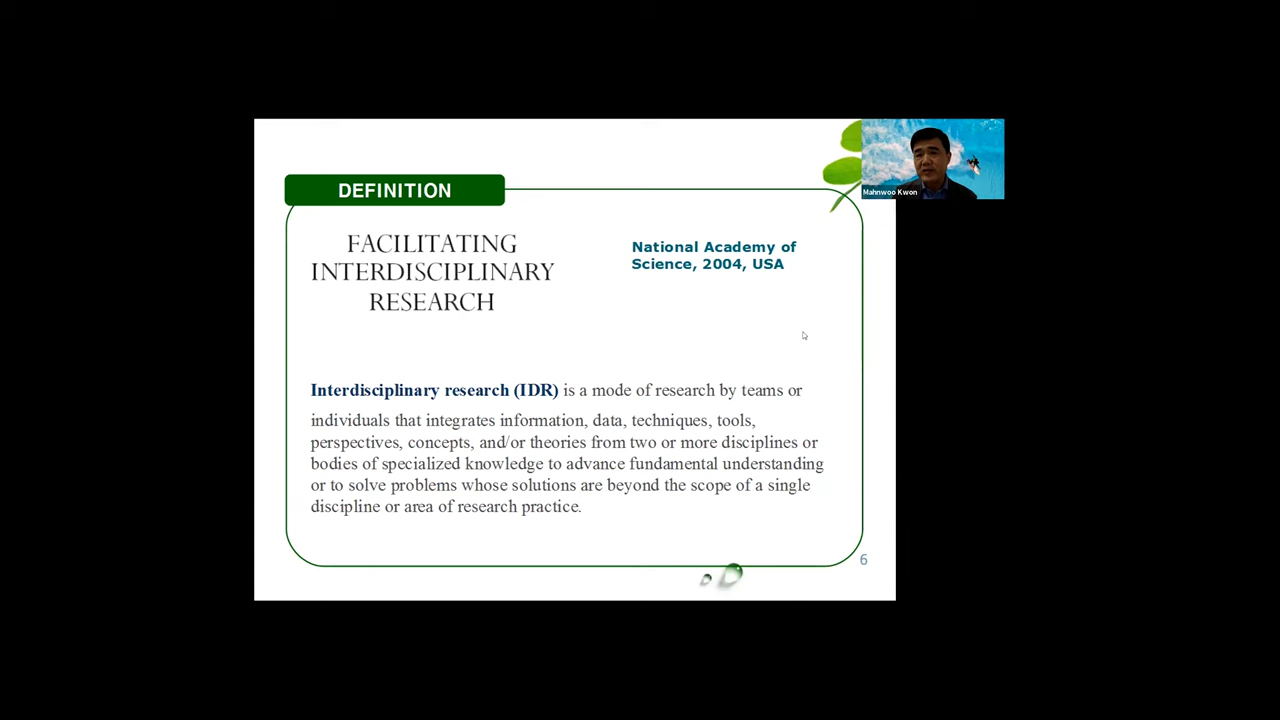 DEFINITION
FACILITATING
INTERDISCIPLINARY
RESEARCH
National Academy of
Science, 2004, USA
Mahnwoo Kwon
Interdisciplinary research (IDR) is a mode of research by teams or
individuals that integrates information, data, techniques, tools,
perspectives, concepts, and/or theories from two or more disciplines or
bodies of specialized knowledge to advance fundamental understanding
or to solve problems whose solutions are beyond the scope of a single
discipline or area of research practice.
6